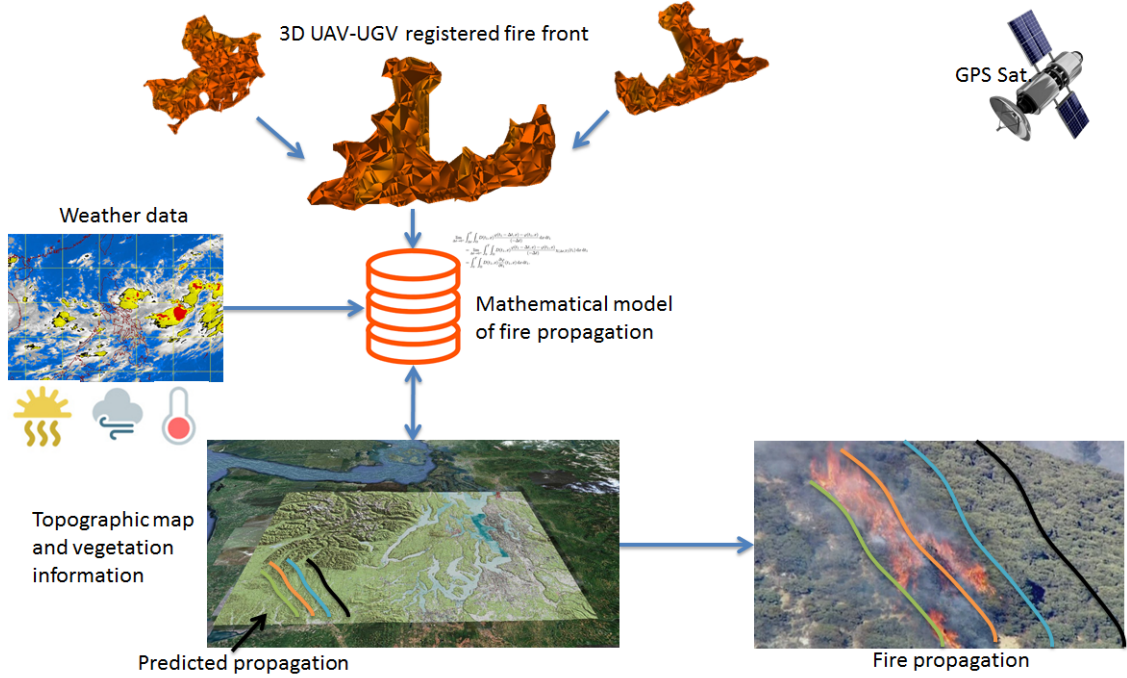 3D UAV-UGV registered fire front
GPS Sat.
Weather data
Mathematical model
of fire propagation
Topographic map
and vegetation
information
Predicted propagation
Fire propagation